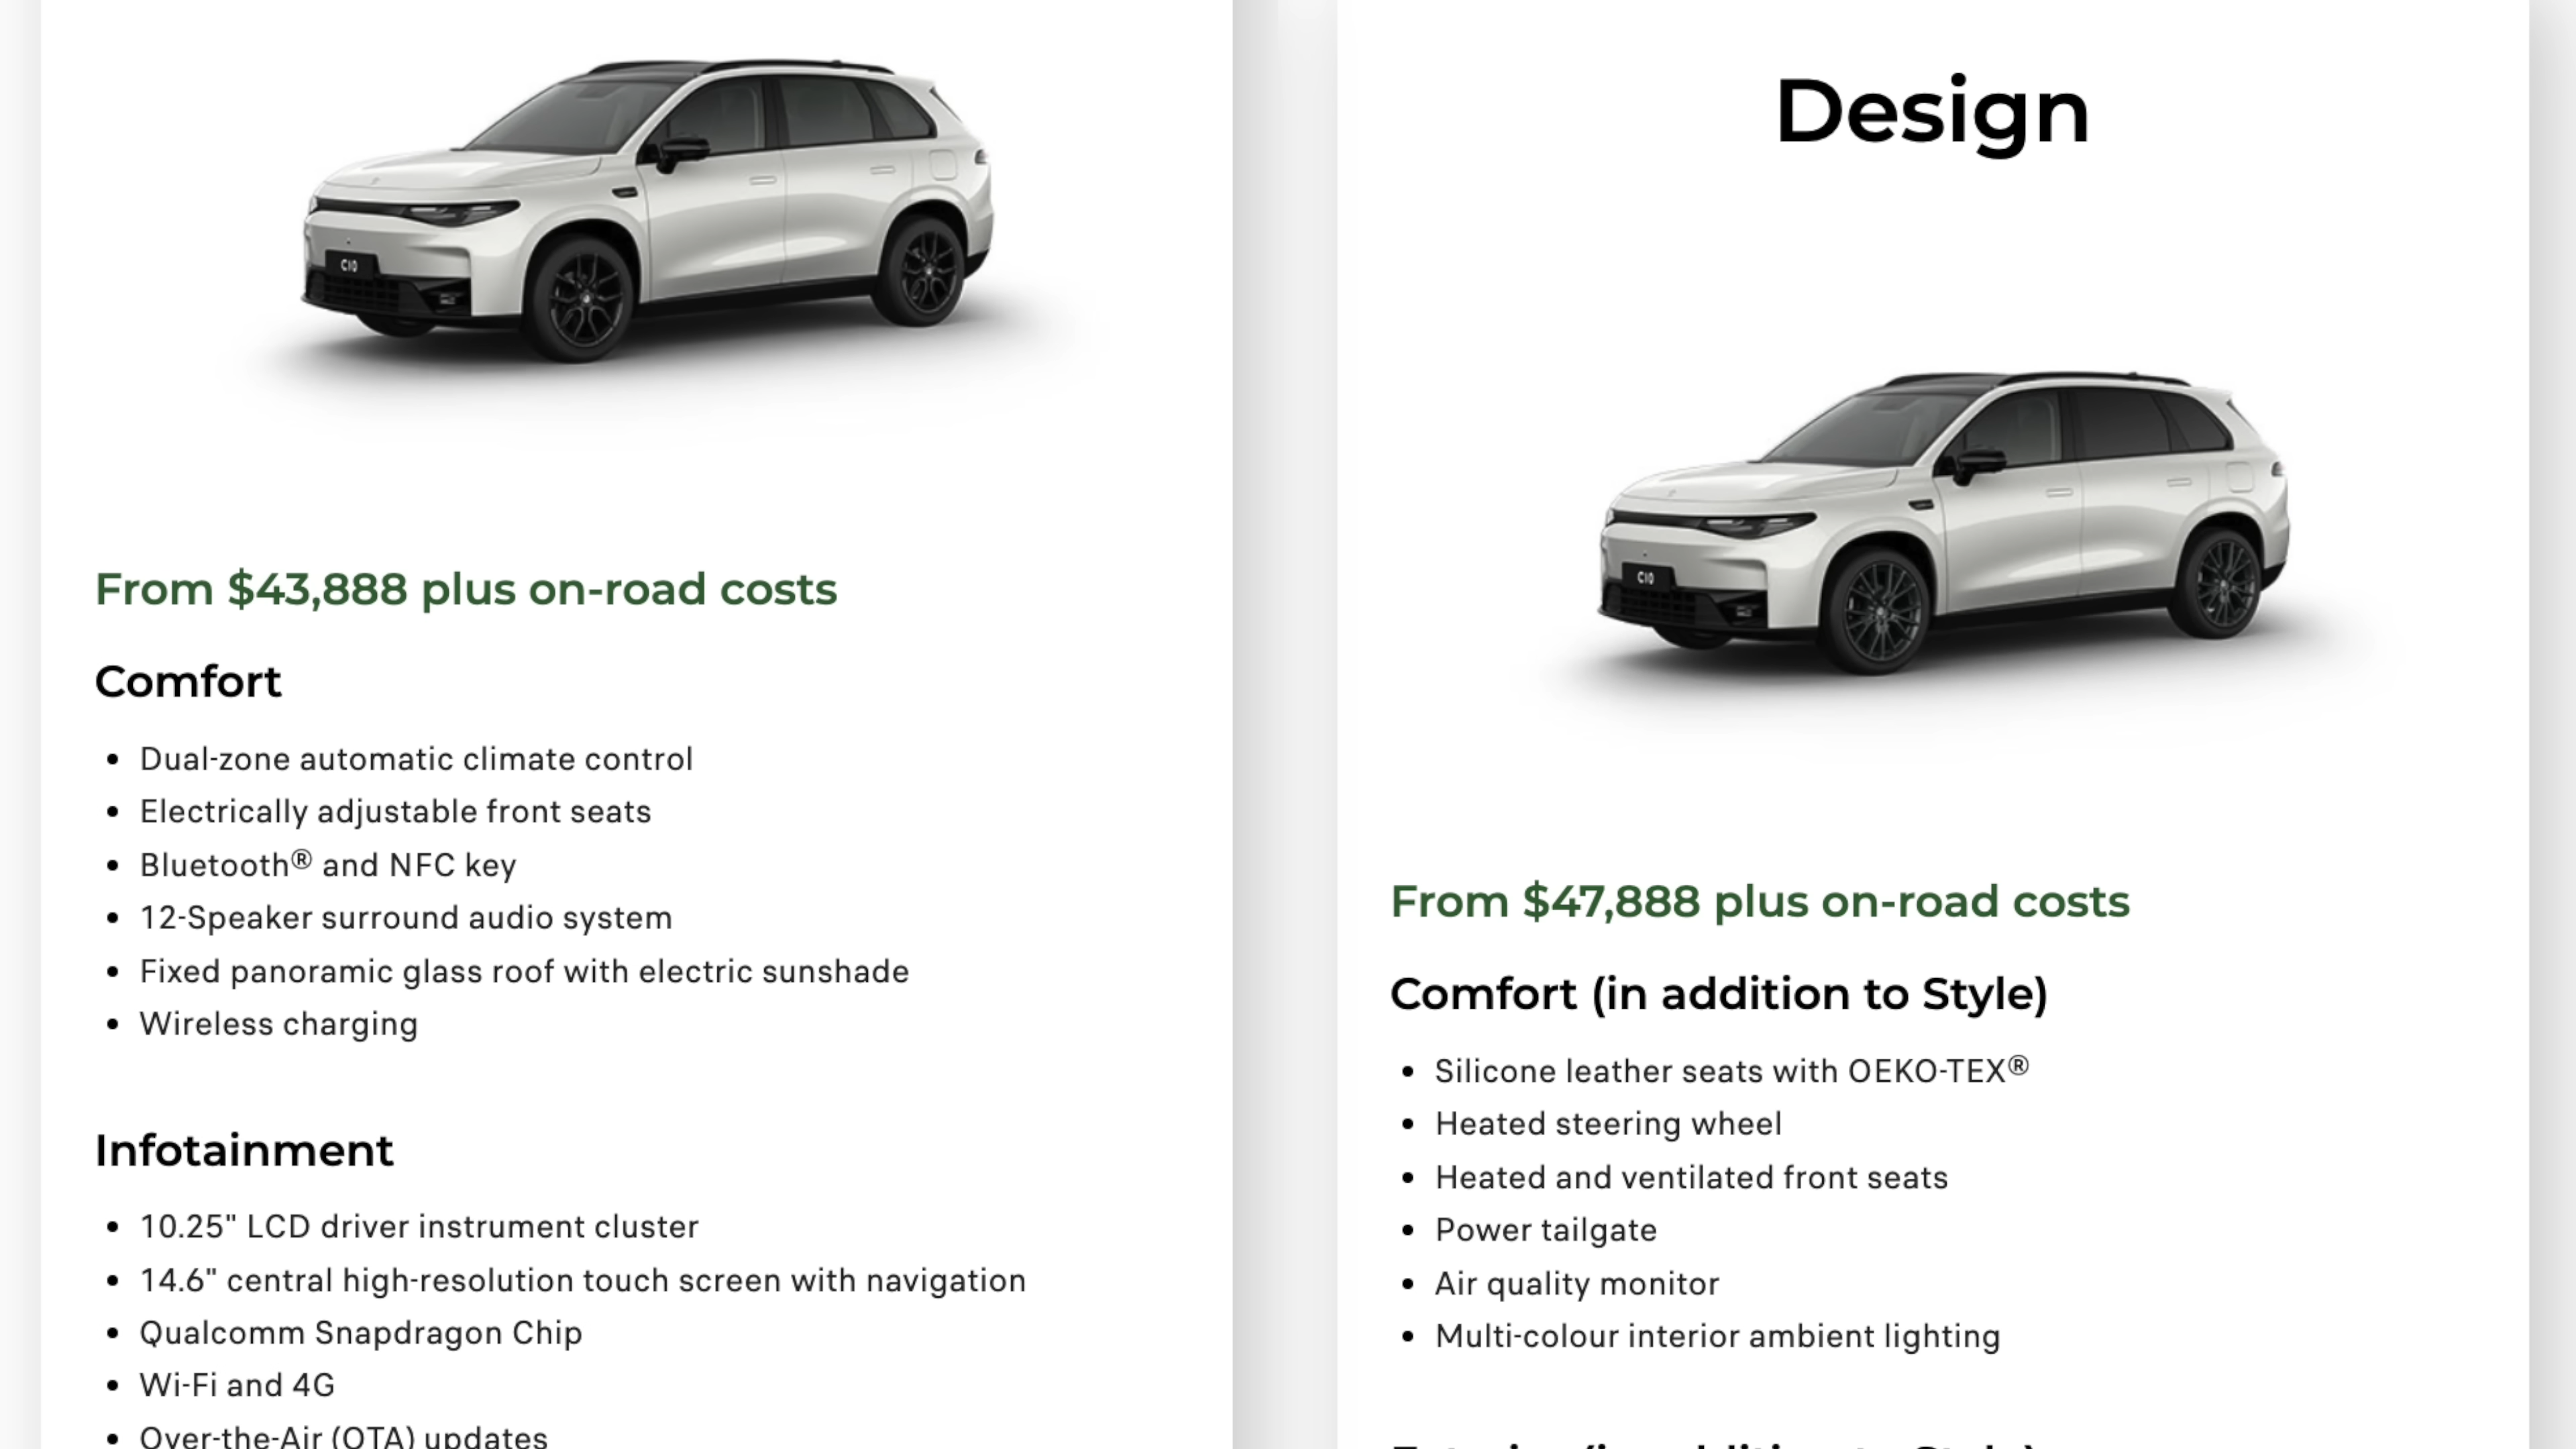 C10
From $43,888 plus on-road costs
Comfort
• Dual-zone automatic climate control
• Electrically adjustable front seats
• Bluetooth® and NFC key
• 12-Speaker surround audio system
• Fixed panoramic glass roof with electric sunshade
• Wireless charging
Infotainment
• 10.25" LCD driver instrument cluster
• 14.6" central high-resolution touch screen with navigation
• Qualcomm Snapdragon Chip
• Wi-Fi and 4G
• Over-the-Air (OTA) updates
Design
C10
From $47,888 plus on-road costs
Comfort (in addition to Style)
• Silicone leather seats with OEKO-TEX®
• Heated steering wheel
• Heated and ventilated front seats
• Power tailgate
• Air quality monitor
• Multi-colour interior ambient lighting